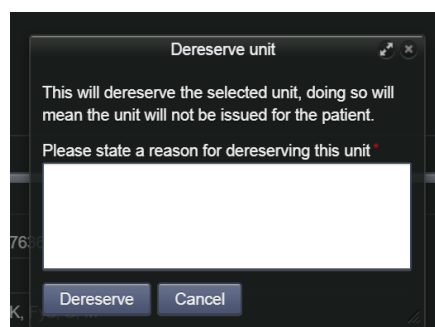 Dereserve unit
This will dereserve the selected unit, doing so will
mean the unit will not be issued for the patient.
Please state a reason for dereserving this unit *
Dereserve Cancel
K,